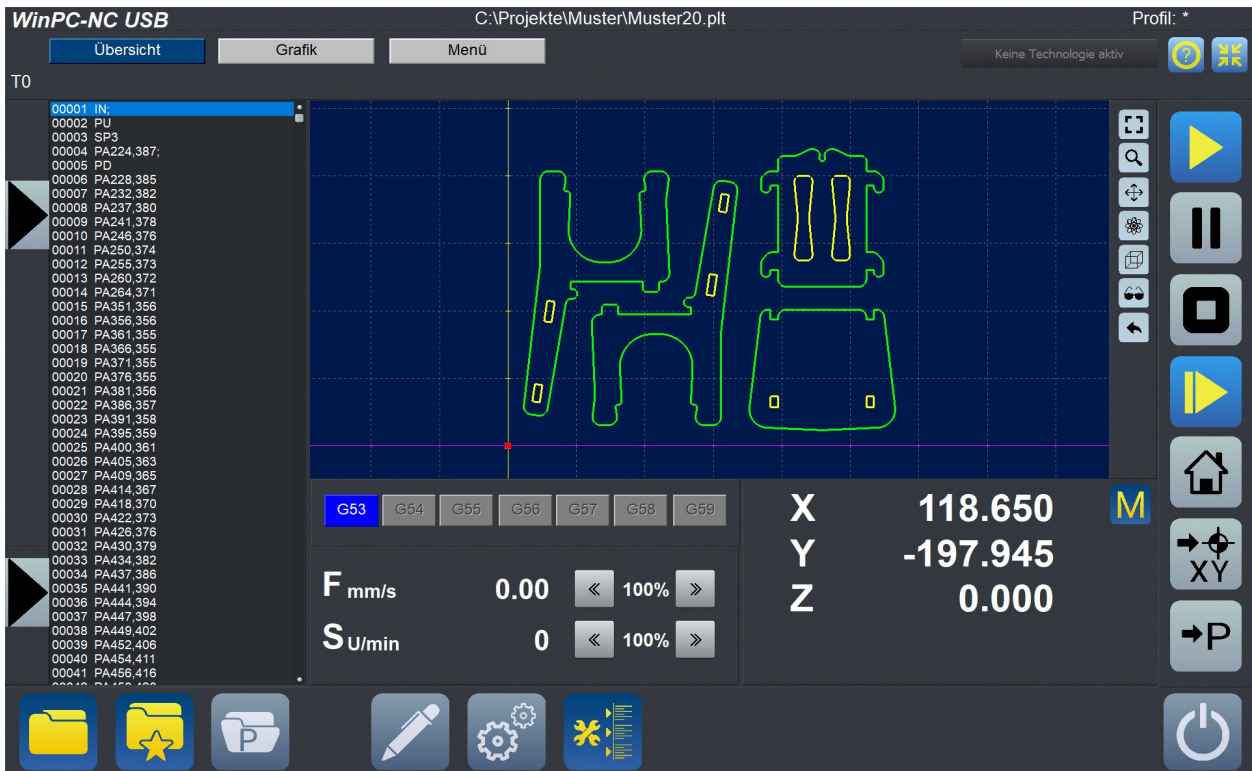 WinPC-NC USB
C:\Projekte\Muster\Muster20.plt
Profil: *
Übersicht
Grafik
Menü
Keine Technologie aktiv
T0
00001 IN;
00002 PU
00003 SP3
00004 PA224,387;
00005 PD
00006 PA228,385
00007 PA232,382
00008 PA237,380
00009 PA241,378
00010 PA246,376
00011 PA250,374
00012 PA255,373
00013 PA260,372
00014 PA264,371
00015 PA351,356
00016 PA356,356
00017 PA361,355
00018 PA366,355
00019 PA371,355
00020 PA376,355
00021 PA381,356
00022 PA386,357
00023 PA391,358
00024 PA395,359
00025 PA400,361
00026 PA405,363
00027 PA409,365
00028 PA414,367
00029 PA418,370
00030 PA422,373
00031 PA426,376
00032 PA430,379
00033 PA434,382
00034 PA437,386
00035 PA441,390
00036 PA444,394
00037 PA447,398
00038 PA449,402
00039 PA452,406
00040 PA454,411
00041 PA456,416
G53 G54 G55 G56 G57 G58 G59
F mm/s 0.00 100%
S U/min 0 100%
X 118.650
Y -197.945
Z 0.000
M
XY
P
P